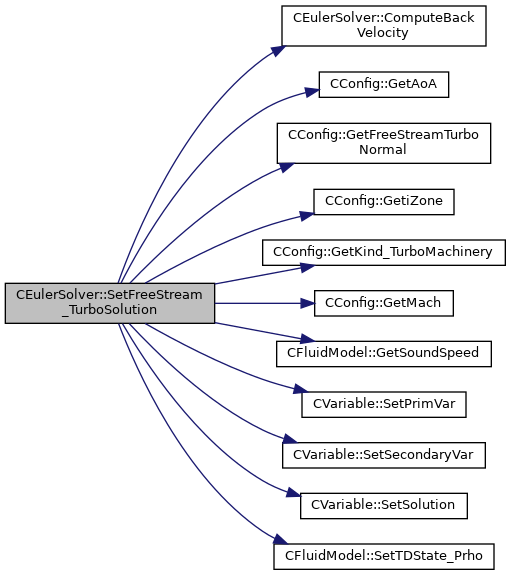 CEulerSolver::ComputeBack
Velocity
CConfig::GetAoA
CConfig::GetFreeStreamTurbo
Normal
CConfig::GetiZone
CConfig::GetKind_TurboMachinery
CEulerSolver::SetFreeStream
_TurboSolution
CConfig::GetMach
CFluidModel::GetSoundSpeed
CVariable::SetPrimVar
CVariable::SetSecondaryVar
CVariable::SetSolution
CFluidModel::SetTDState_Prho